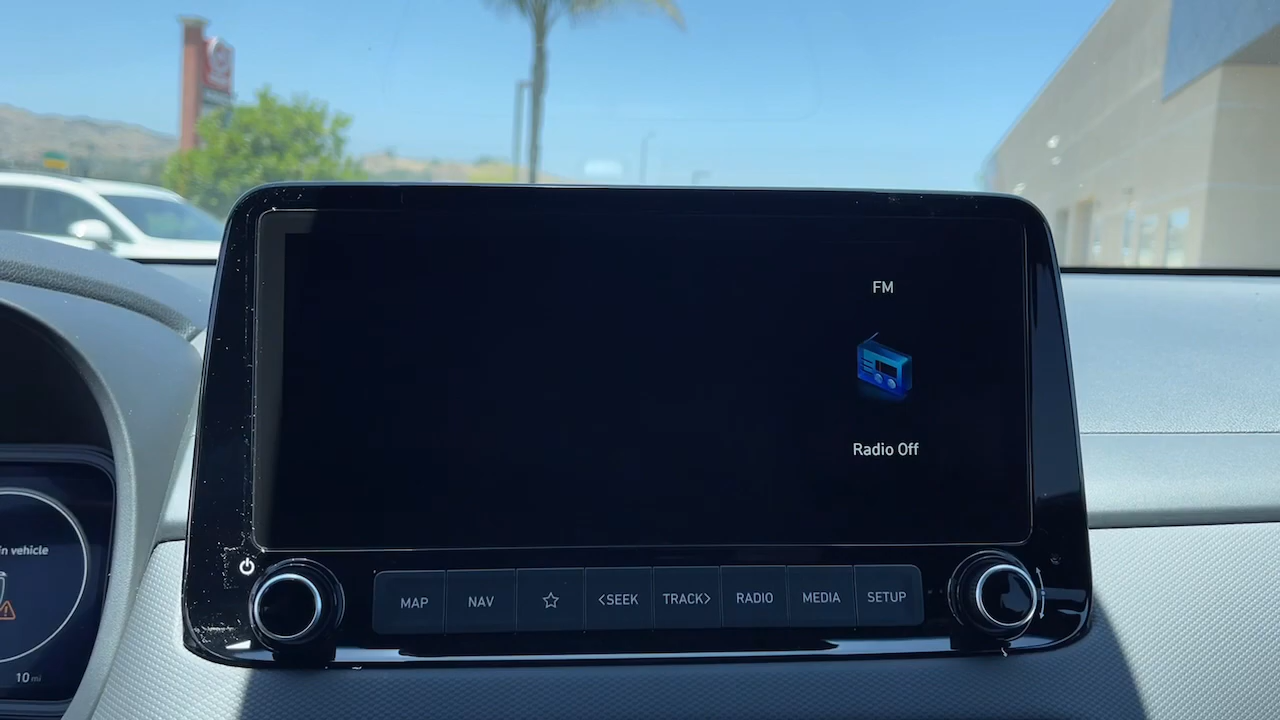 FM
Radio Off
in vehicle
10 mi
MAP
NAV
<SEEK
TRACK>
RADIO
MEDIA
SETUP